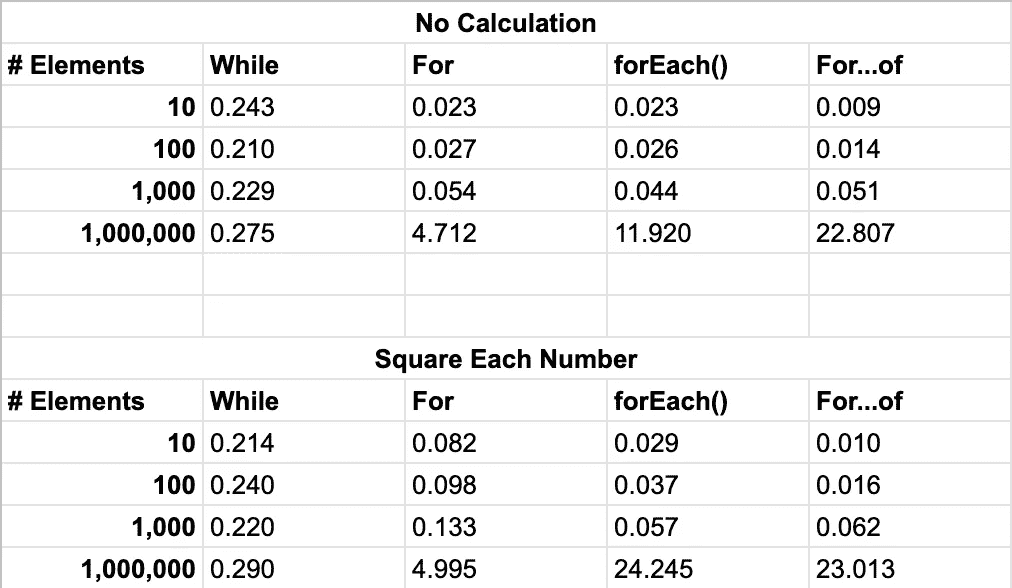 No Calculation
# Elements While For forEach() For...of
10 0.243 0.023 0.023 0.009
100 0.210 0.027 0.026 0.014
1,000 0.229 0.054 0.044 0.051
1,000,000 0.275 4.712 11.920 22.807
Square Each Number
# Elements While For forEach() For...of
10 0.214 0.082 0.029 0.010
100 0.240 0.098 0.037 0.016
1,000 0.220 0.133 0.057 0.062
1,000,000 0.290 4.995 24.245 23.013